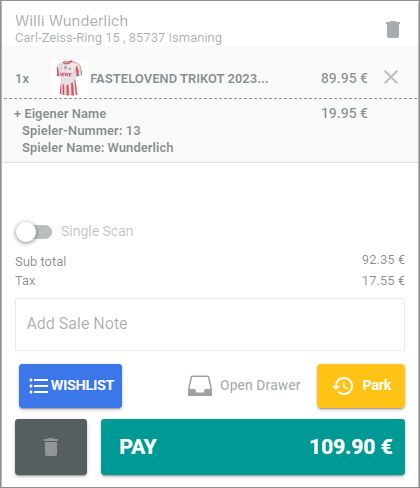 Willi Wunderlich
Carl-Zeiss-Ring 15 , 85737 Ismaning
1x FASTELOVEND TRIKOT 2023... 89.95 €
+ Eigener Name 19.95 €
Spieler-Nummer: 13
Spieler Name: Wunderlich
Single Scan
Sub total 92.35 €
Tax 17.55 €
Add Sale Note
WISHLIST Open Drawer Park
PAY 109.90 €